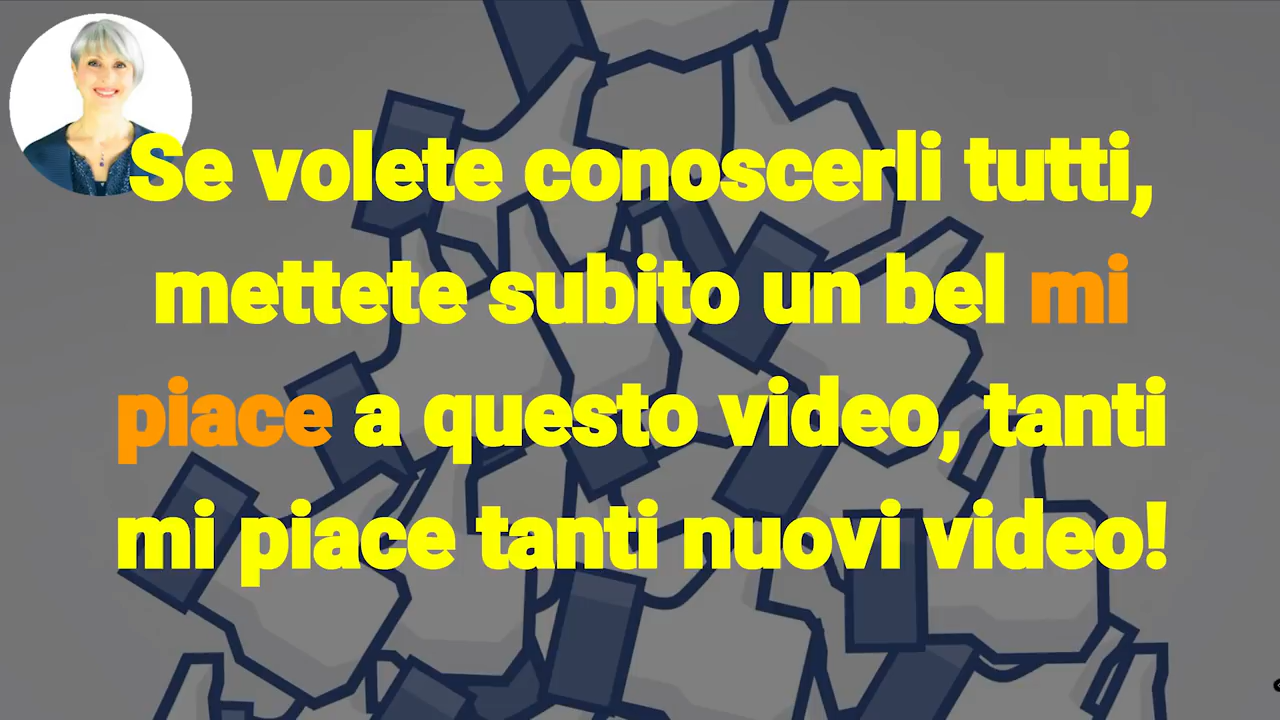 Se volete conoscerli tutti,
mettete subito un bel mi
piace a questo video, tanti
mi piace tanti nuovi video!